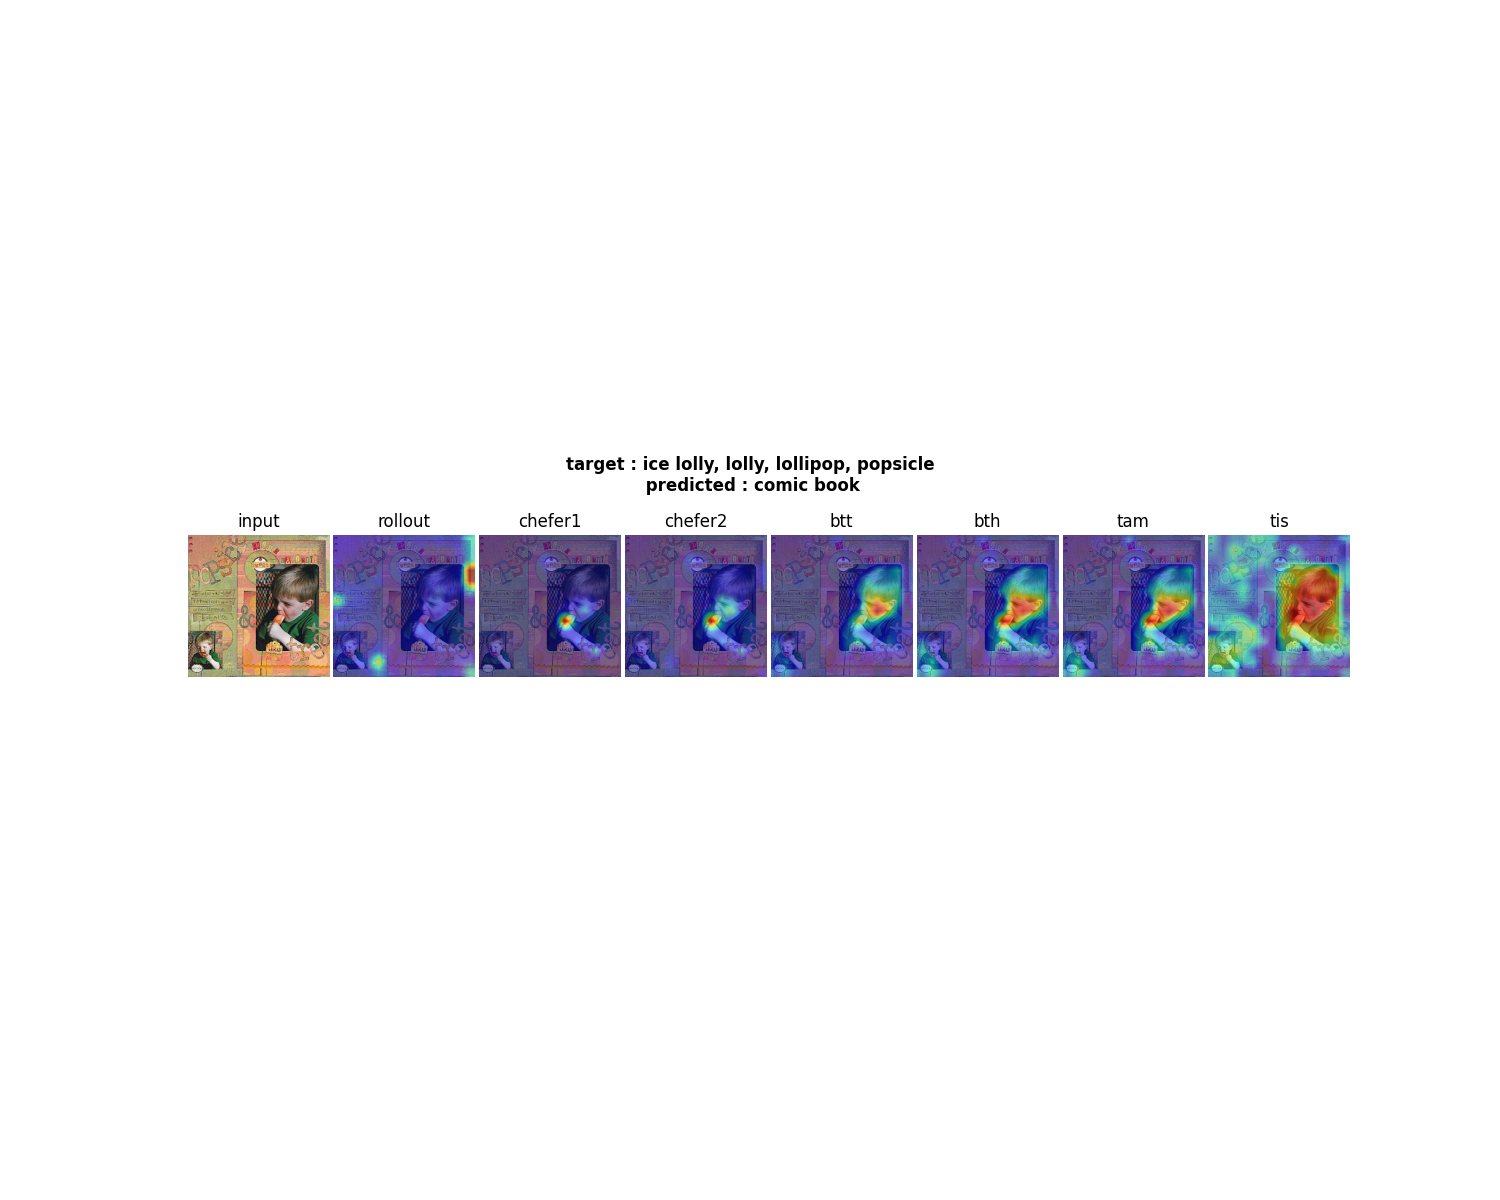 target : ice lolly, lolly, lollipop, popsicle
predicted : comic book
input rollout chefer1 chefer2 btt bth tam tis